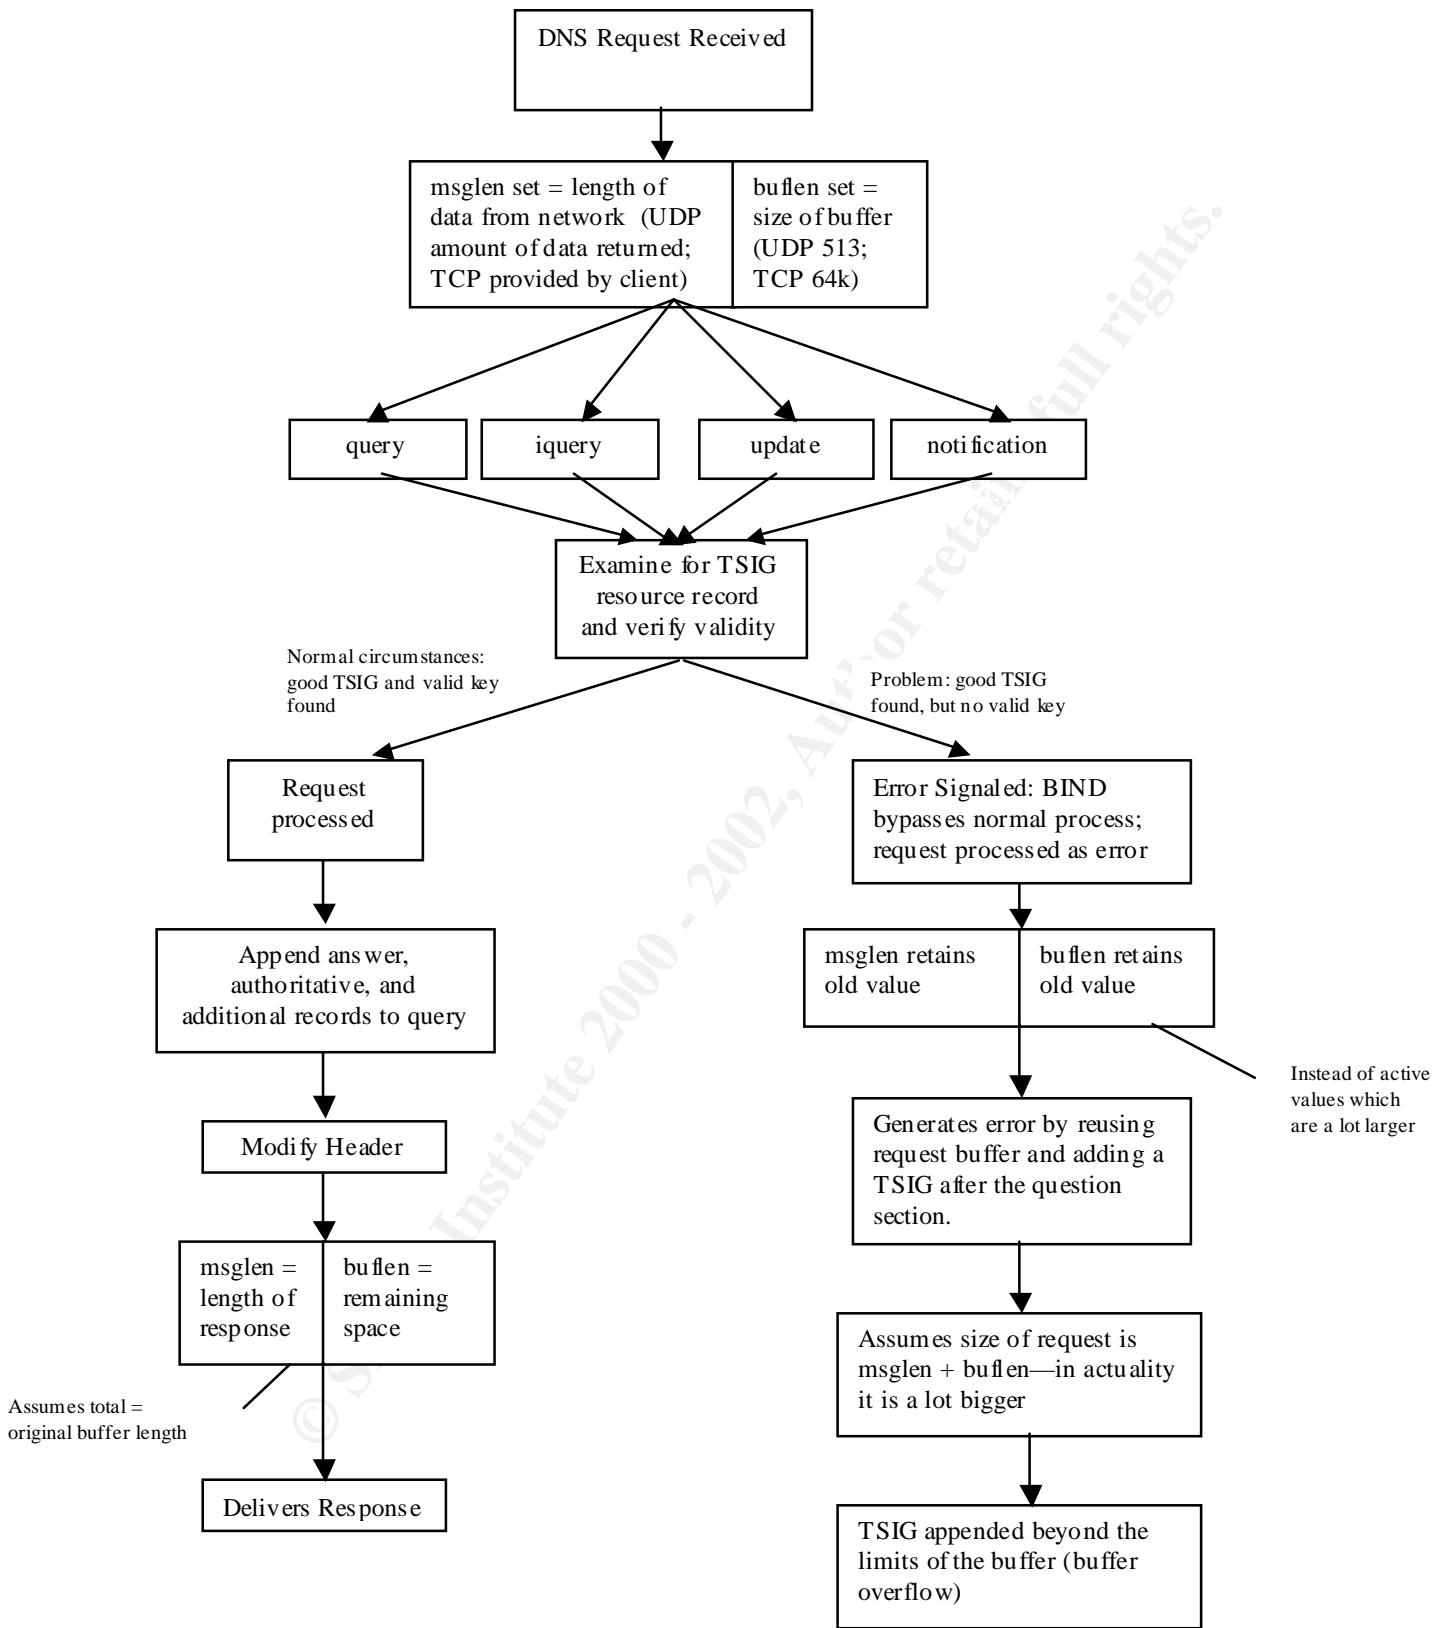 DNS Request Received
msglen set = length of
data from network (UDP
amount of data returned;
TCP provided by client)
buflen set =
size of buffer
(UDP 513;
TCP 64k)
query
iquery
update
notification
Examine for TSIG
resource record
and verify validity
Normal circumstances:
good TSIG and valid key
found
Problem: good TSIG
found, but no valid key
Request
processed
Error Signaled: BIND
bypasses normal process;
request processed as error
Append answer,
authoritative, and
additional records to query
msglen retains
old value
buflen retains
old value
Instead of active
values which
are a lot larger
Modify Header
Generates error by reusing
request buffer and adding a
TSIG after the question
section.
msglen =
length of
response
buflen =
remaining
space
Assumes size of request is
msglen + buflen—in actuality
it is a lot bigger
Assumes total =
original buffer length
Delivers Response
TSIG appended beyond the
limits of the buffer (buffer
overflow)
© S Institute 2000 - 2002, Author retains full rights.